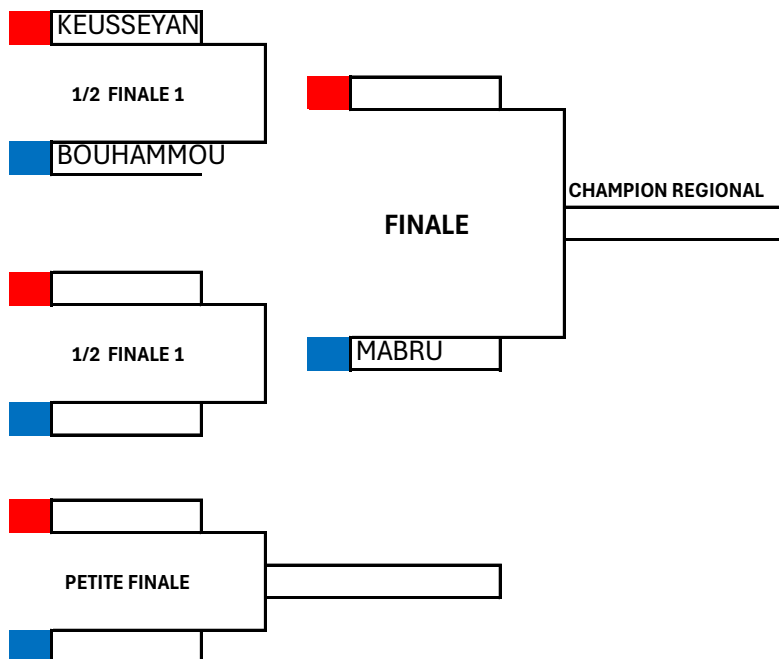 KEUSSEYAN
1/2 FINALE 1
BOUHAMMOU
FINALE
CHAMPION REGIONAL
1/2 FINALE 1
MABRU
PETITE FINALE